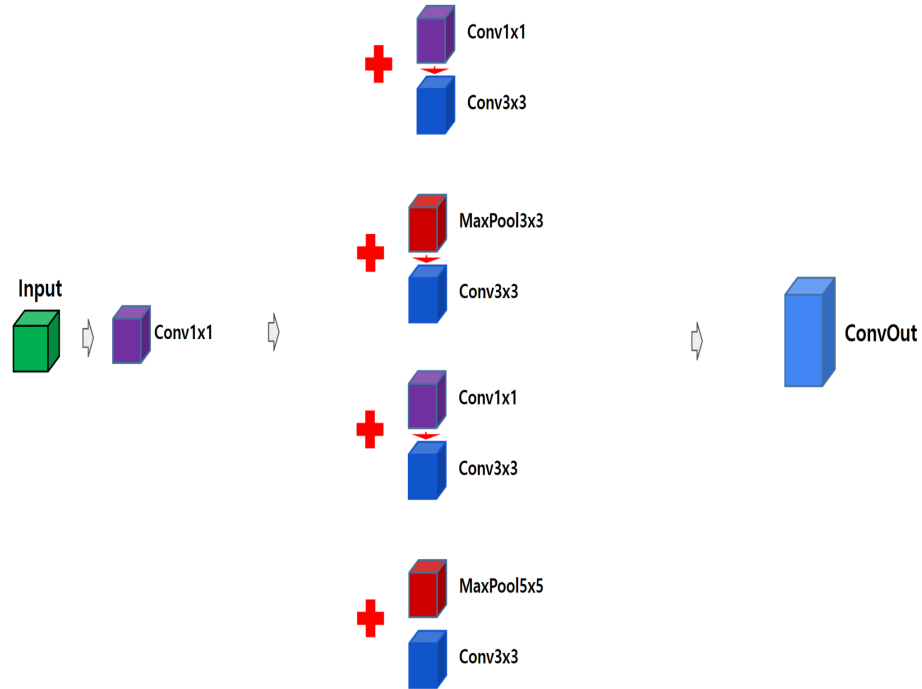 Conv1x1
Conv3x3
MaxPool3x3
Conv3x3
Input
Conv1x1
ConvOut
Conv1x1
Conv3x3
MaxPool5x5
Conv3x3